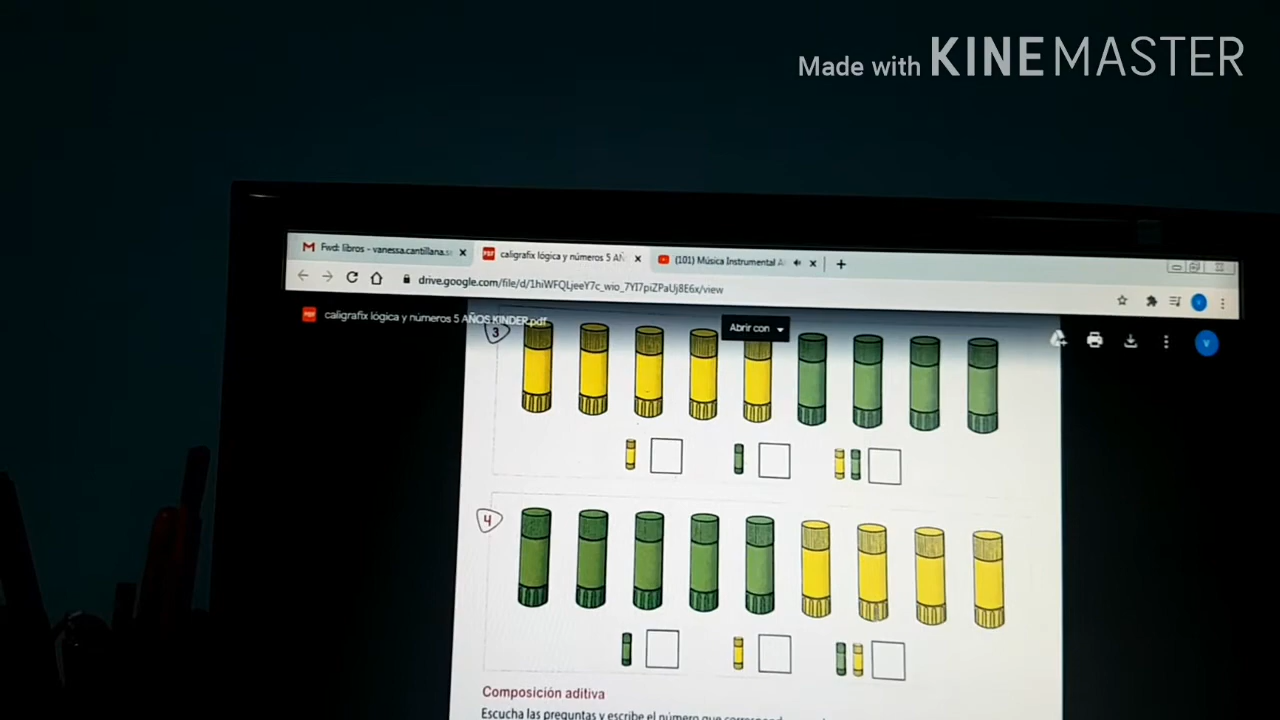 Made with KINEMASTER
Fwd: libros - vanessa.cantillana.s
caligrafix lógica y números 5 AÑ
(101) Música Instrumental A
drive.google.com/file/d/1hiWFQLjeeY7c_wio_7YI7piZPaUj8E6x/view
caligrafix lógica y números 5 AÑOS KINDER.pdf
Abrir con
V
3
4
Composición aditiva
Escucha las preguntas y escribe el número que